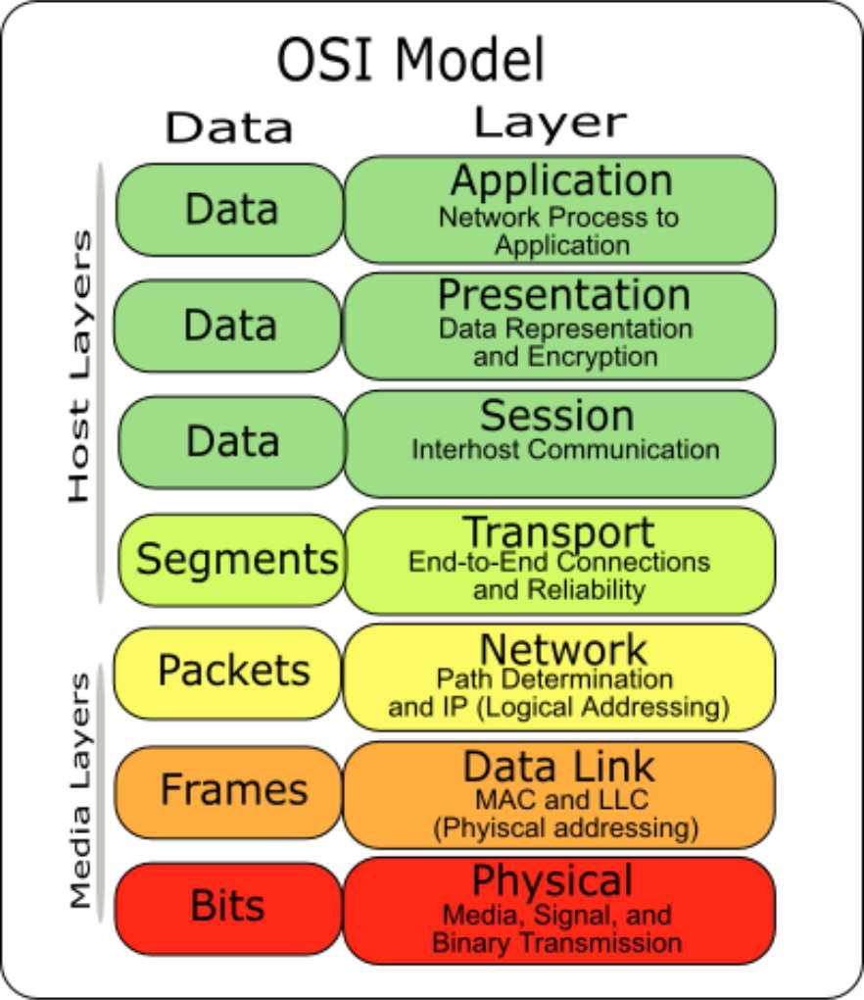 OSI Model
Data
Layer
Host Layers
Data
Application
Network Process to
Application
Data
Presentation
Data Representation
and Encryption
Data
Session
Interhost Communication
Segments
Transport
End-to-End Connections
and Reliability
Media Layers
Packets
Network
Path Determination
and IP (Logical Addressing)
Frames
Data Link
MAC and LLC
(Phyiscal addressing)
Bits
Physical
Media, Signal, and
Binary Transmission